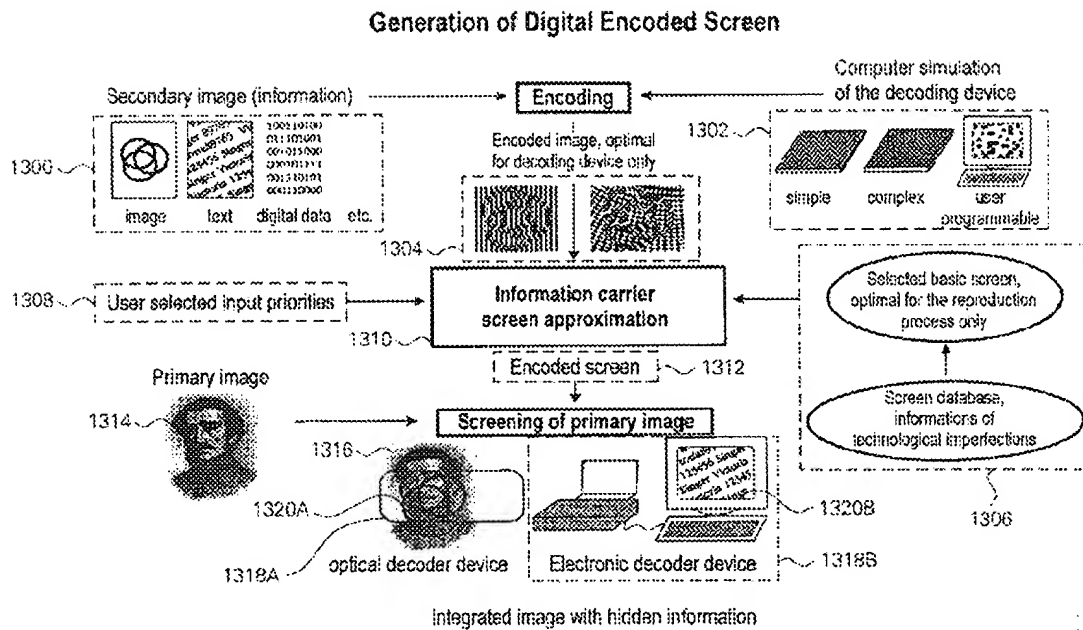 Generation of Digital Encoded Screen
Secondary image (information)
Encoding
Computer simulation
of the decoding device
1300
image
text
digital data
etc.
Encoded image, optimal
for decoding device only
1302
simple
complex
user
programmable
1304
1308
User selected input priorities
Information carrier
screen approximation
1310
Selected basic screen,
optimal for the reproduction
process only
Encoded screen
1312
Screen database,
informations of
technological imperfections
1306
Primary image
1314
Screening of primary image
1316
1320A
1318A
optical decoder device
1320B
Electronic decoder device
1318B
Integrated image with hidden information